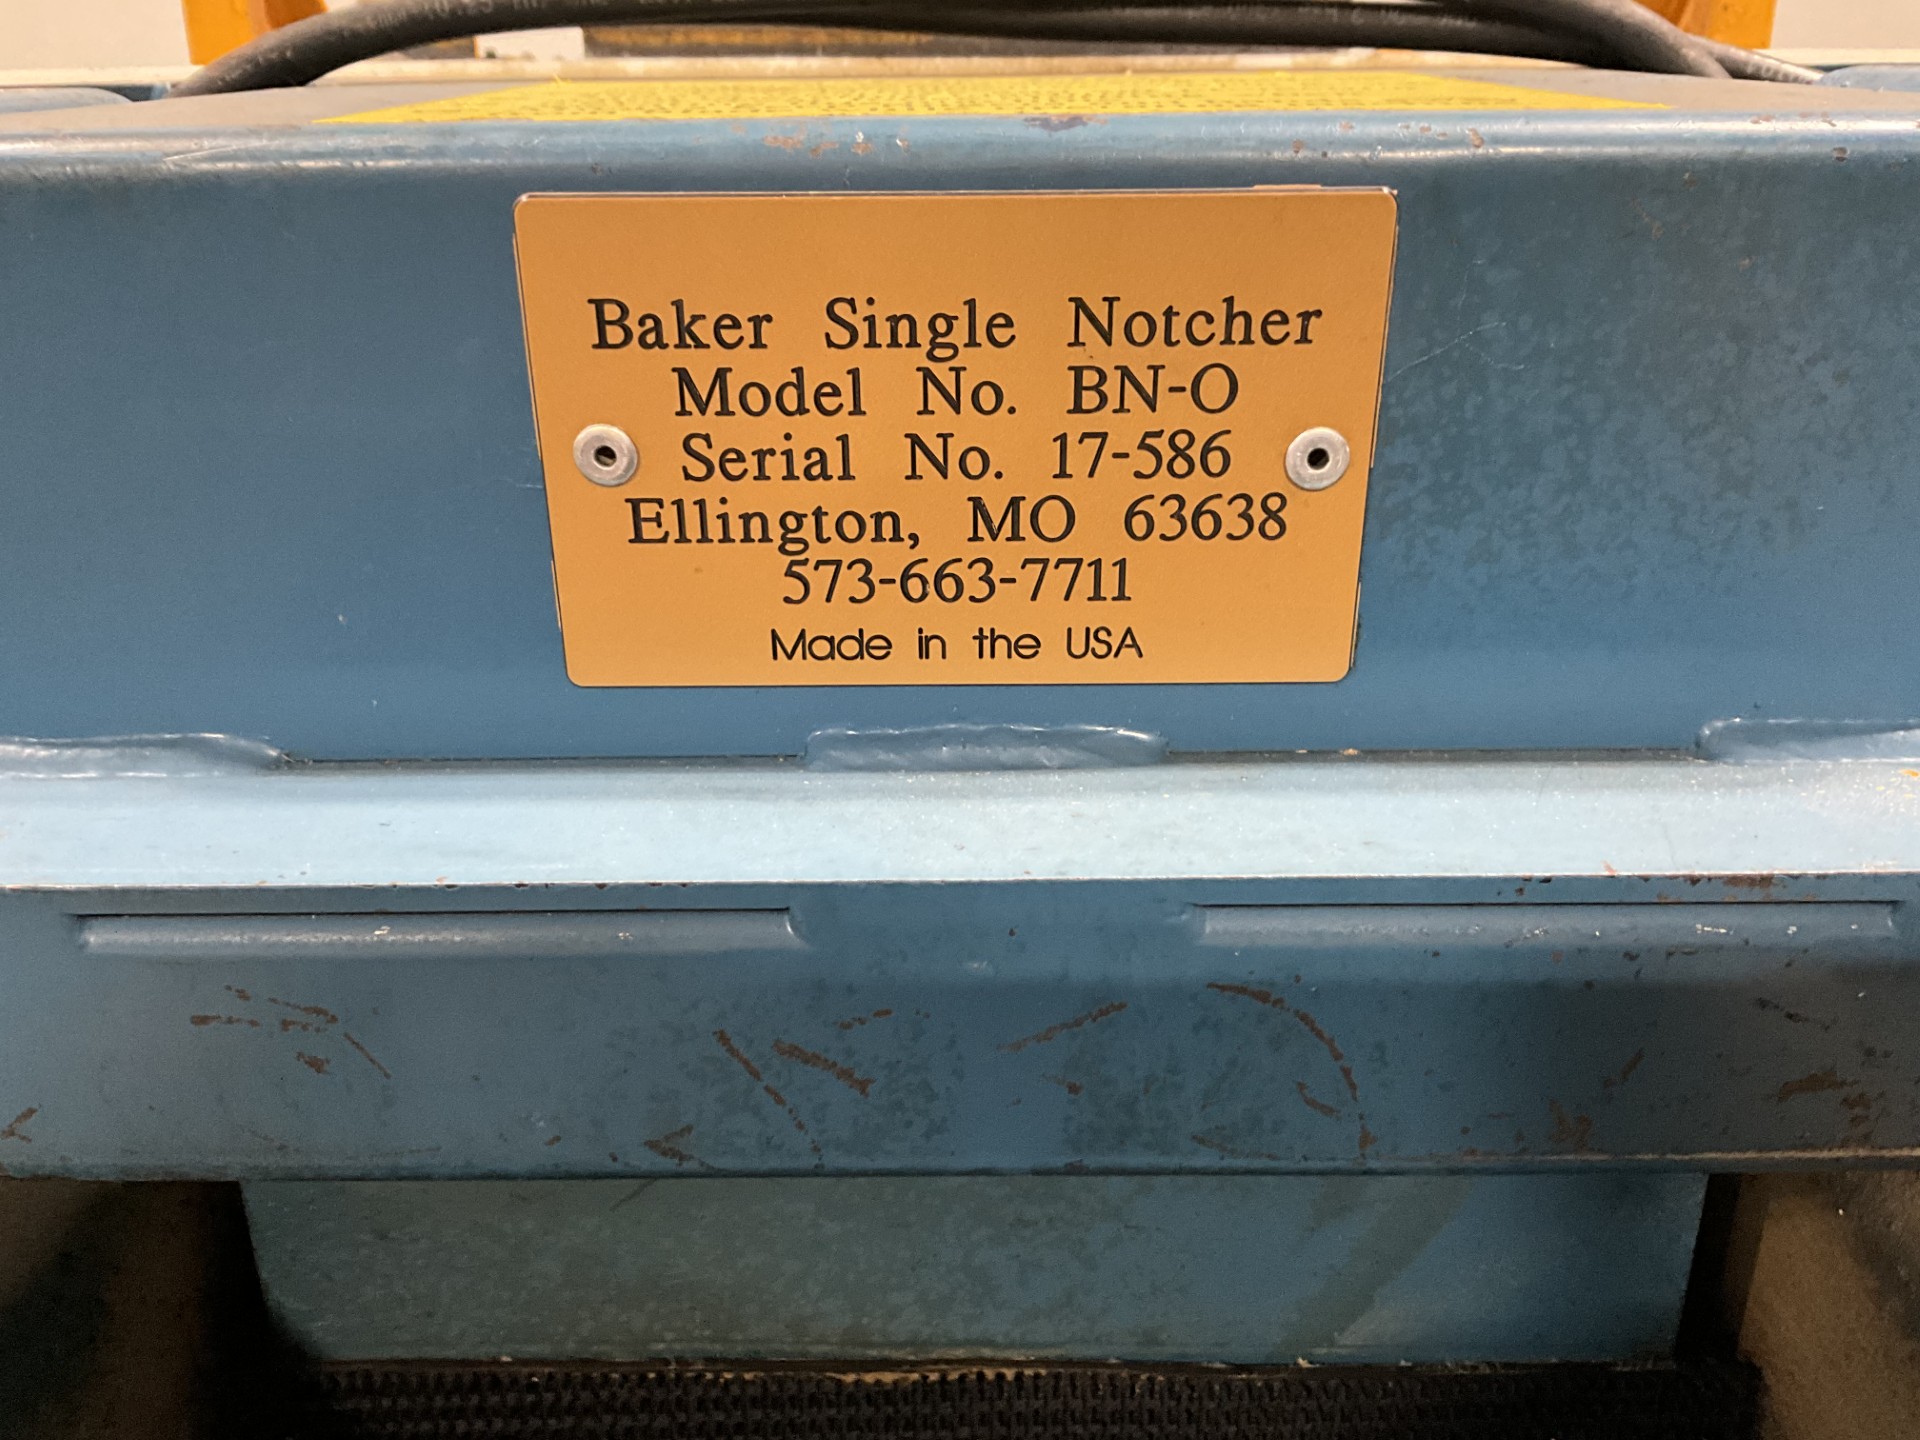 Baker Single Notcher
Model No. BN-O
Serial No. 17-586
Ellington, MO 63638
573-663-7711
Made in the USA